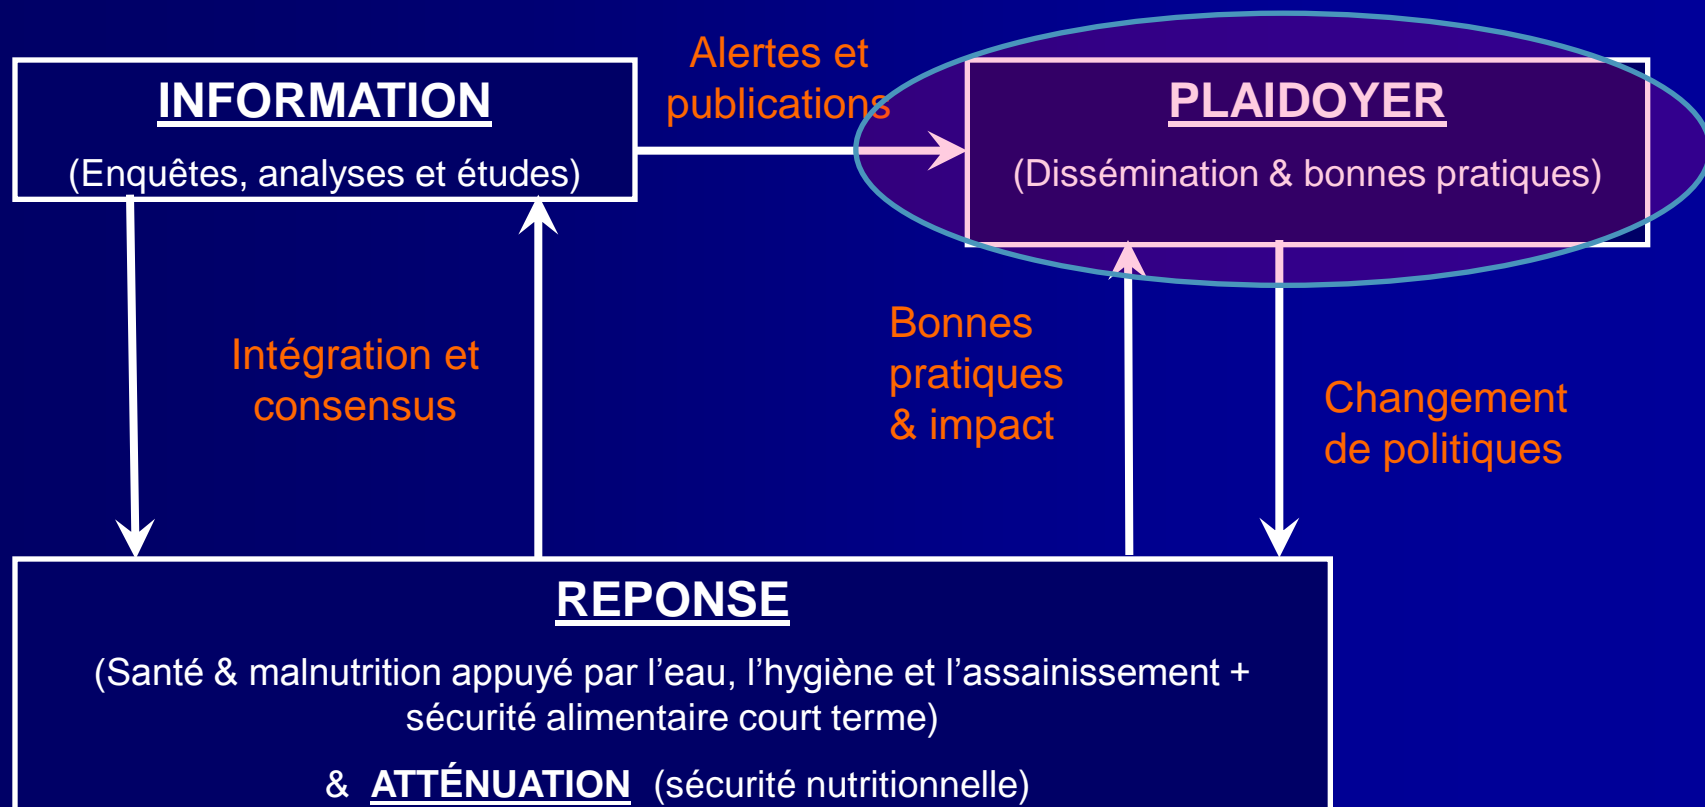 INFORMATION
(Enquêtes, analyses et études)
Alertes et
publications
PLAIDOYER
(Dissémination & bonnes pratiques)
Intégration et
consensus
Bonnes
pratiques
& impact
Changement
de politiques
REPONSE
(Santé & malnutrition appuyé par l’eau, l’hygiène et l’assainissement +
sécurité alimentaire court terme)
& ATTÉNUATION (sécurité nutritionnelle)